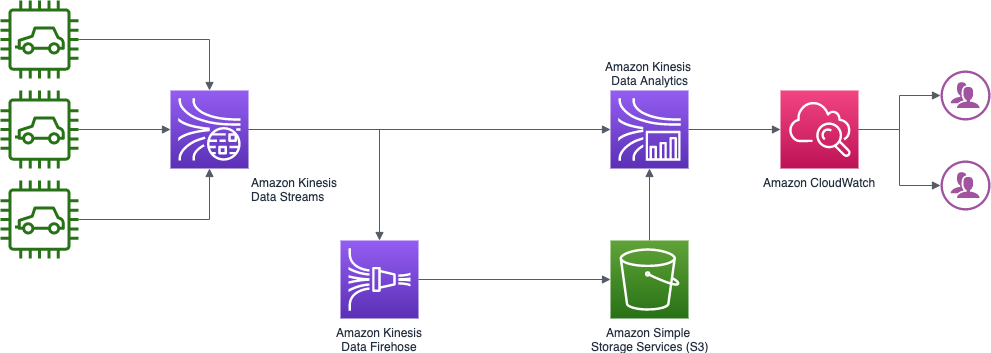 Amazon Kinesis
Data Analytics
Amazon Kinesis
Data Streams
Amazon CloudWatch
Amazon Kinesis
Data Firehose
Amazon Simple
Storage Services (S3)